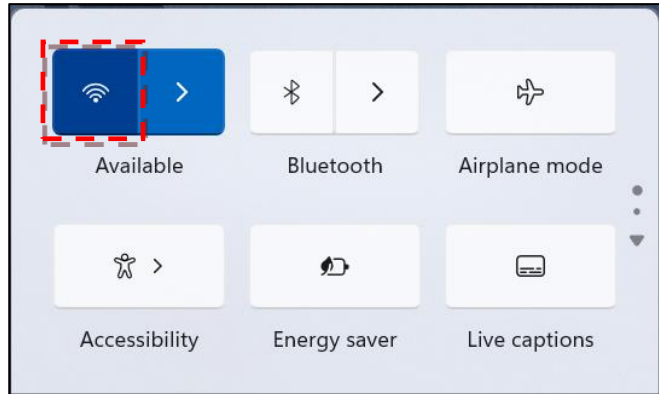 Available
Bluetooth
Airplane mode
Accessibility
Energy saver
Live captions